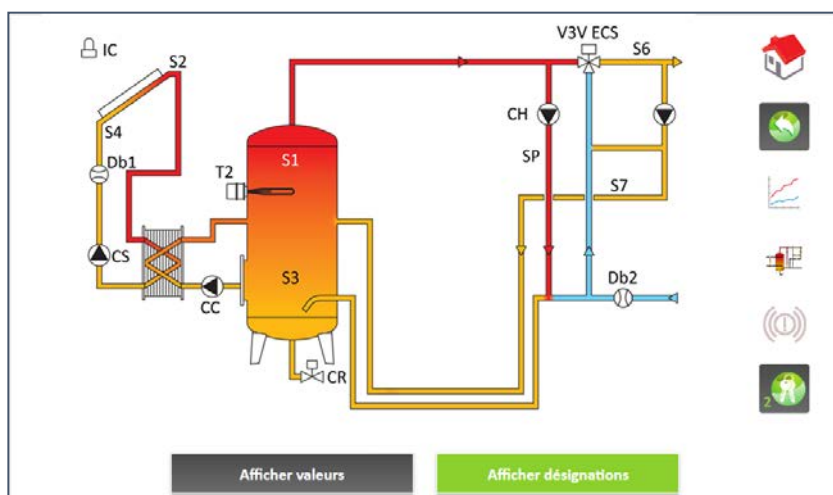 V3V ECS
IC
S2
S6
S4
CH
Db1
T2
S1
SP
S7
CS
S3
Db2
CC
CR
2
Afficher valeurs
Afficher désignations